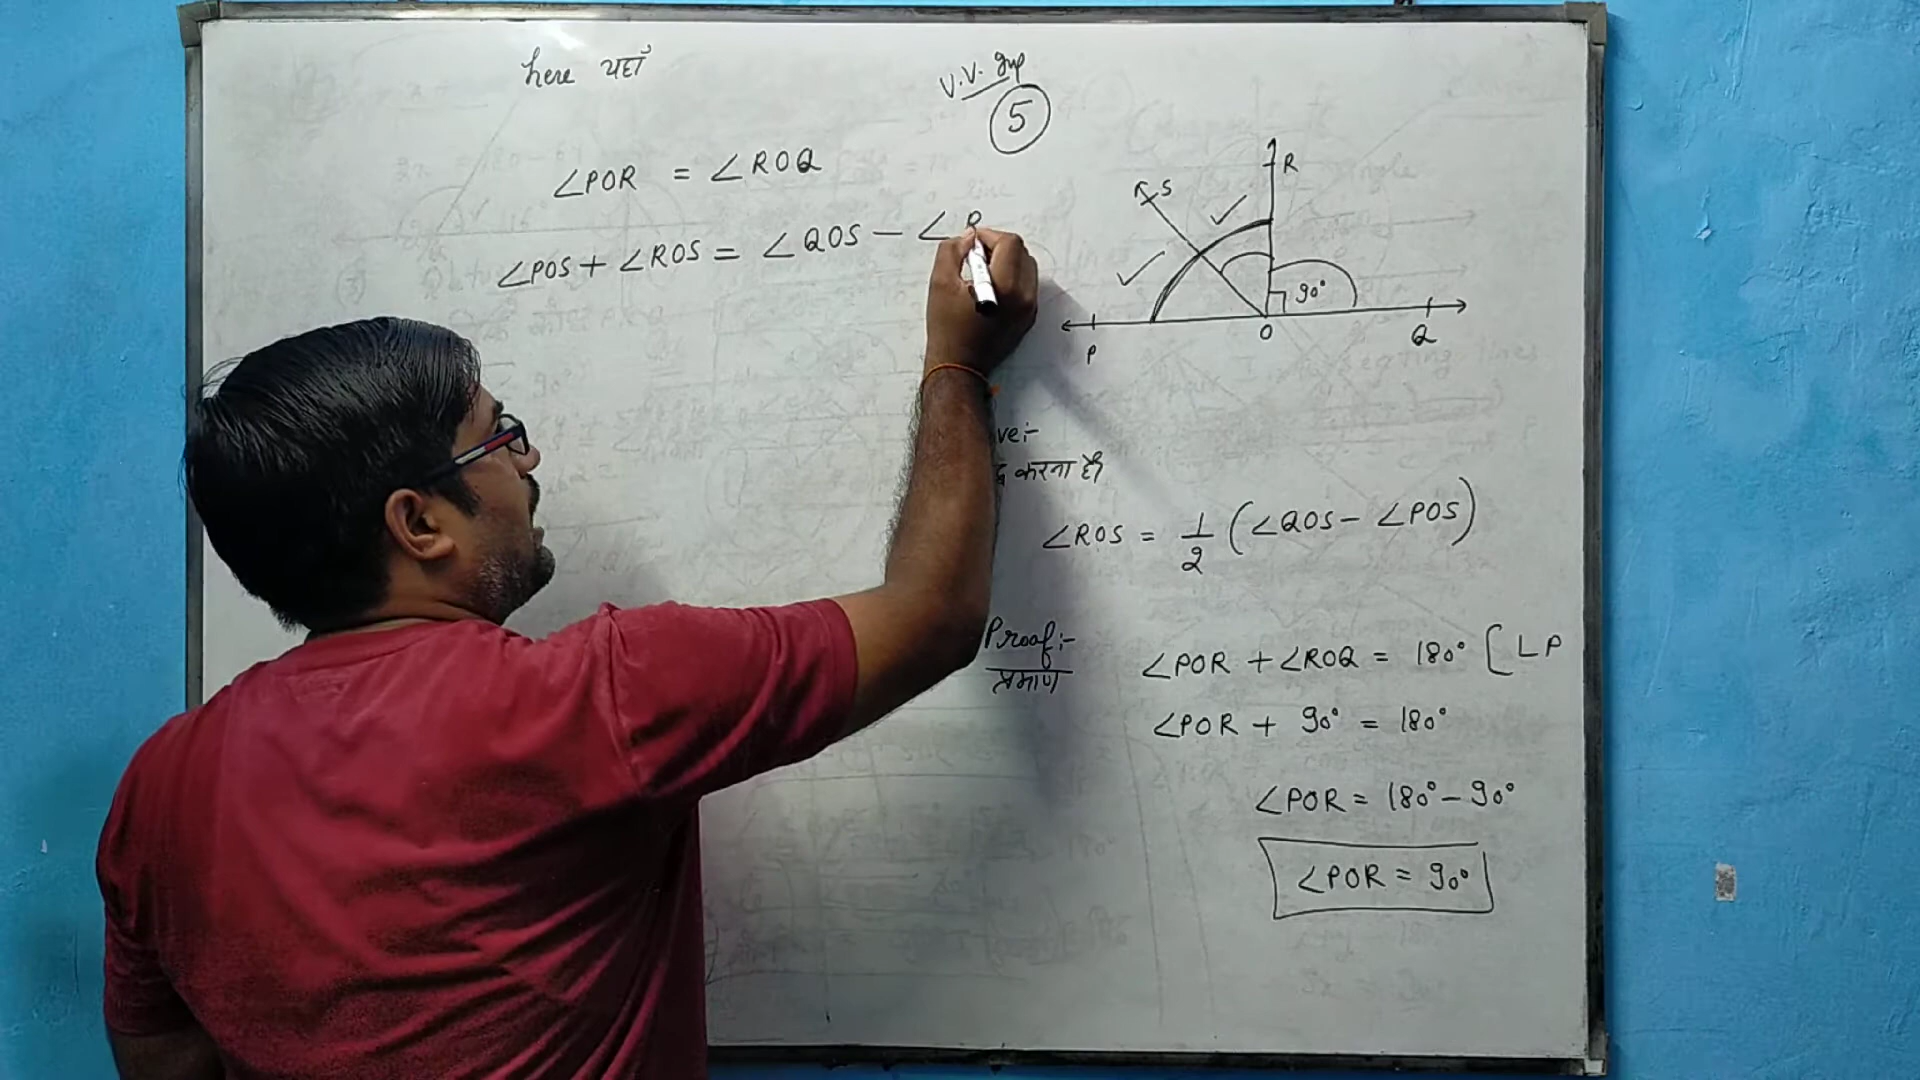 here यहाँ
V.V. Imp
5
∠POR = ∠ROQ
∠POS + ∠ROS = ∠QOS − ∠R
R
S
90°
P
O
Q
ve:-
करना है
∠ROS = 1/2 (∠QOS − ∠POS)
Proof:-
प्रमाण
∠POR + ∠ROQ = 180° [LP
∠POR + 90° = 180°
∠POR = 180° − 90°
∠POR = 90°